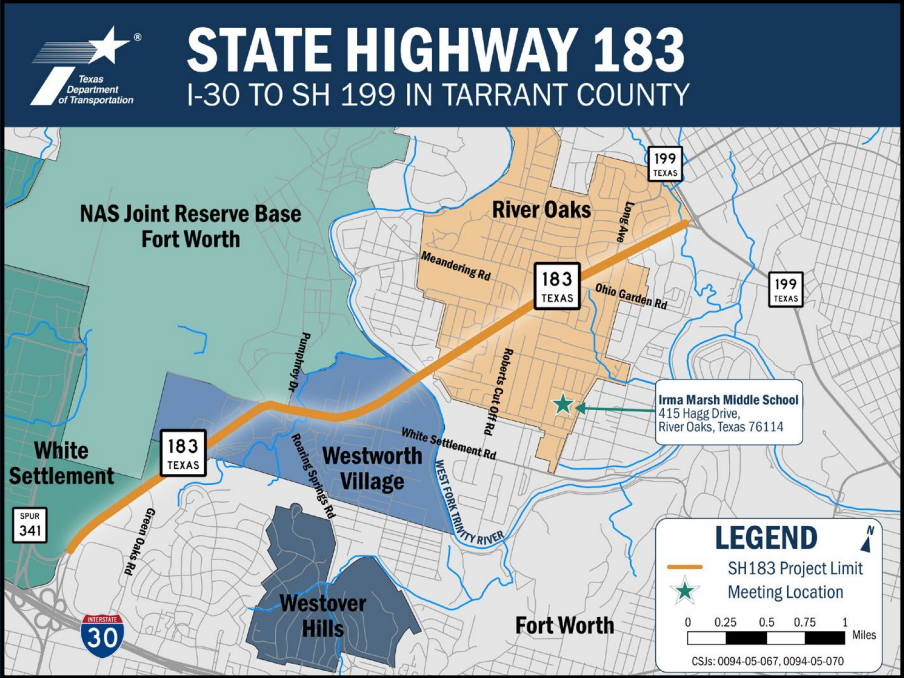 Texas
Department
of Transportation
®
STATE HIGHWAY 183
I-30 TO SH 199 IN TARRANT COUNTY
199
TEXAS
NAS Joint Reserve Base
Fort Worth
River Oaks
Long Ave
Meandering Rd
183
TEXAS
Ohio Garden Rd
199
TEXAS
Pumphrey Dr
Roberts Cut Off Rd
Irma Marsh Middle School
415 Hagg Drive,
River Oaks, Texas 76114
White
Settlement
183
TEXAS
Roaring Springs Rd
White Settlement Rd
Westworth
Village
WEST FORK TRINITY RIVER
SPUR
341
Green Oaks Rd
INTERSTATE
30
Westover
Hills
Fort Worth
LEGEND
N
SH183 Project Limit
Meeting Location
0 0.25 0.5 0.75 1
Miles
CSJs: 0094-05-067, 0094-05-070